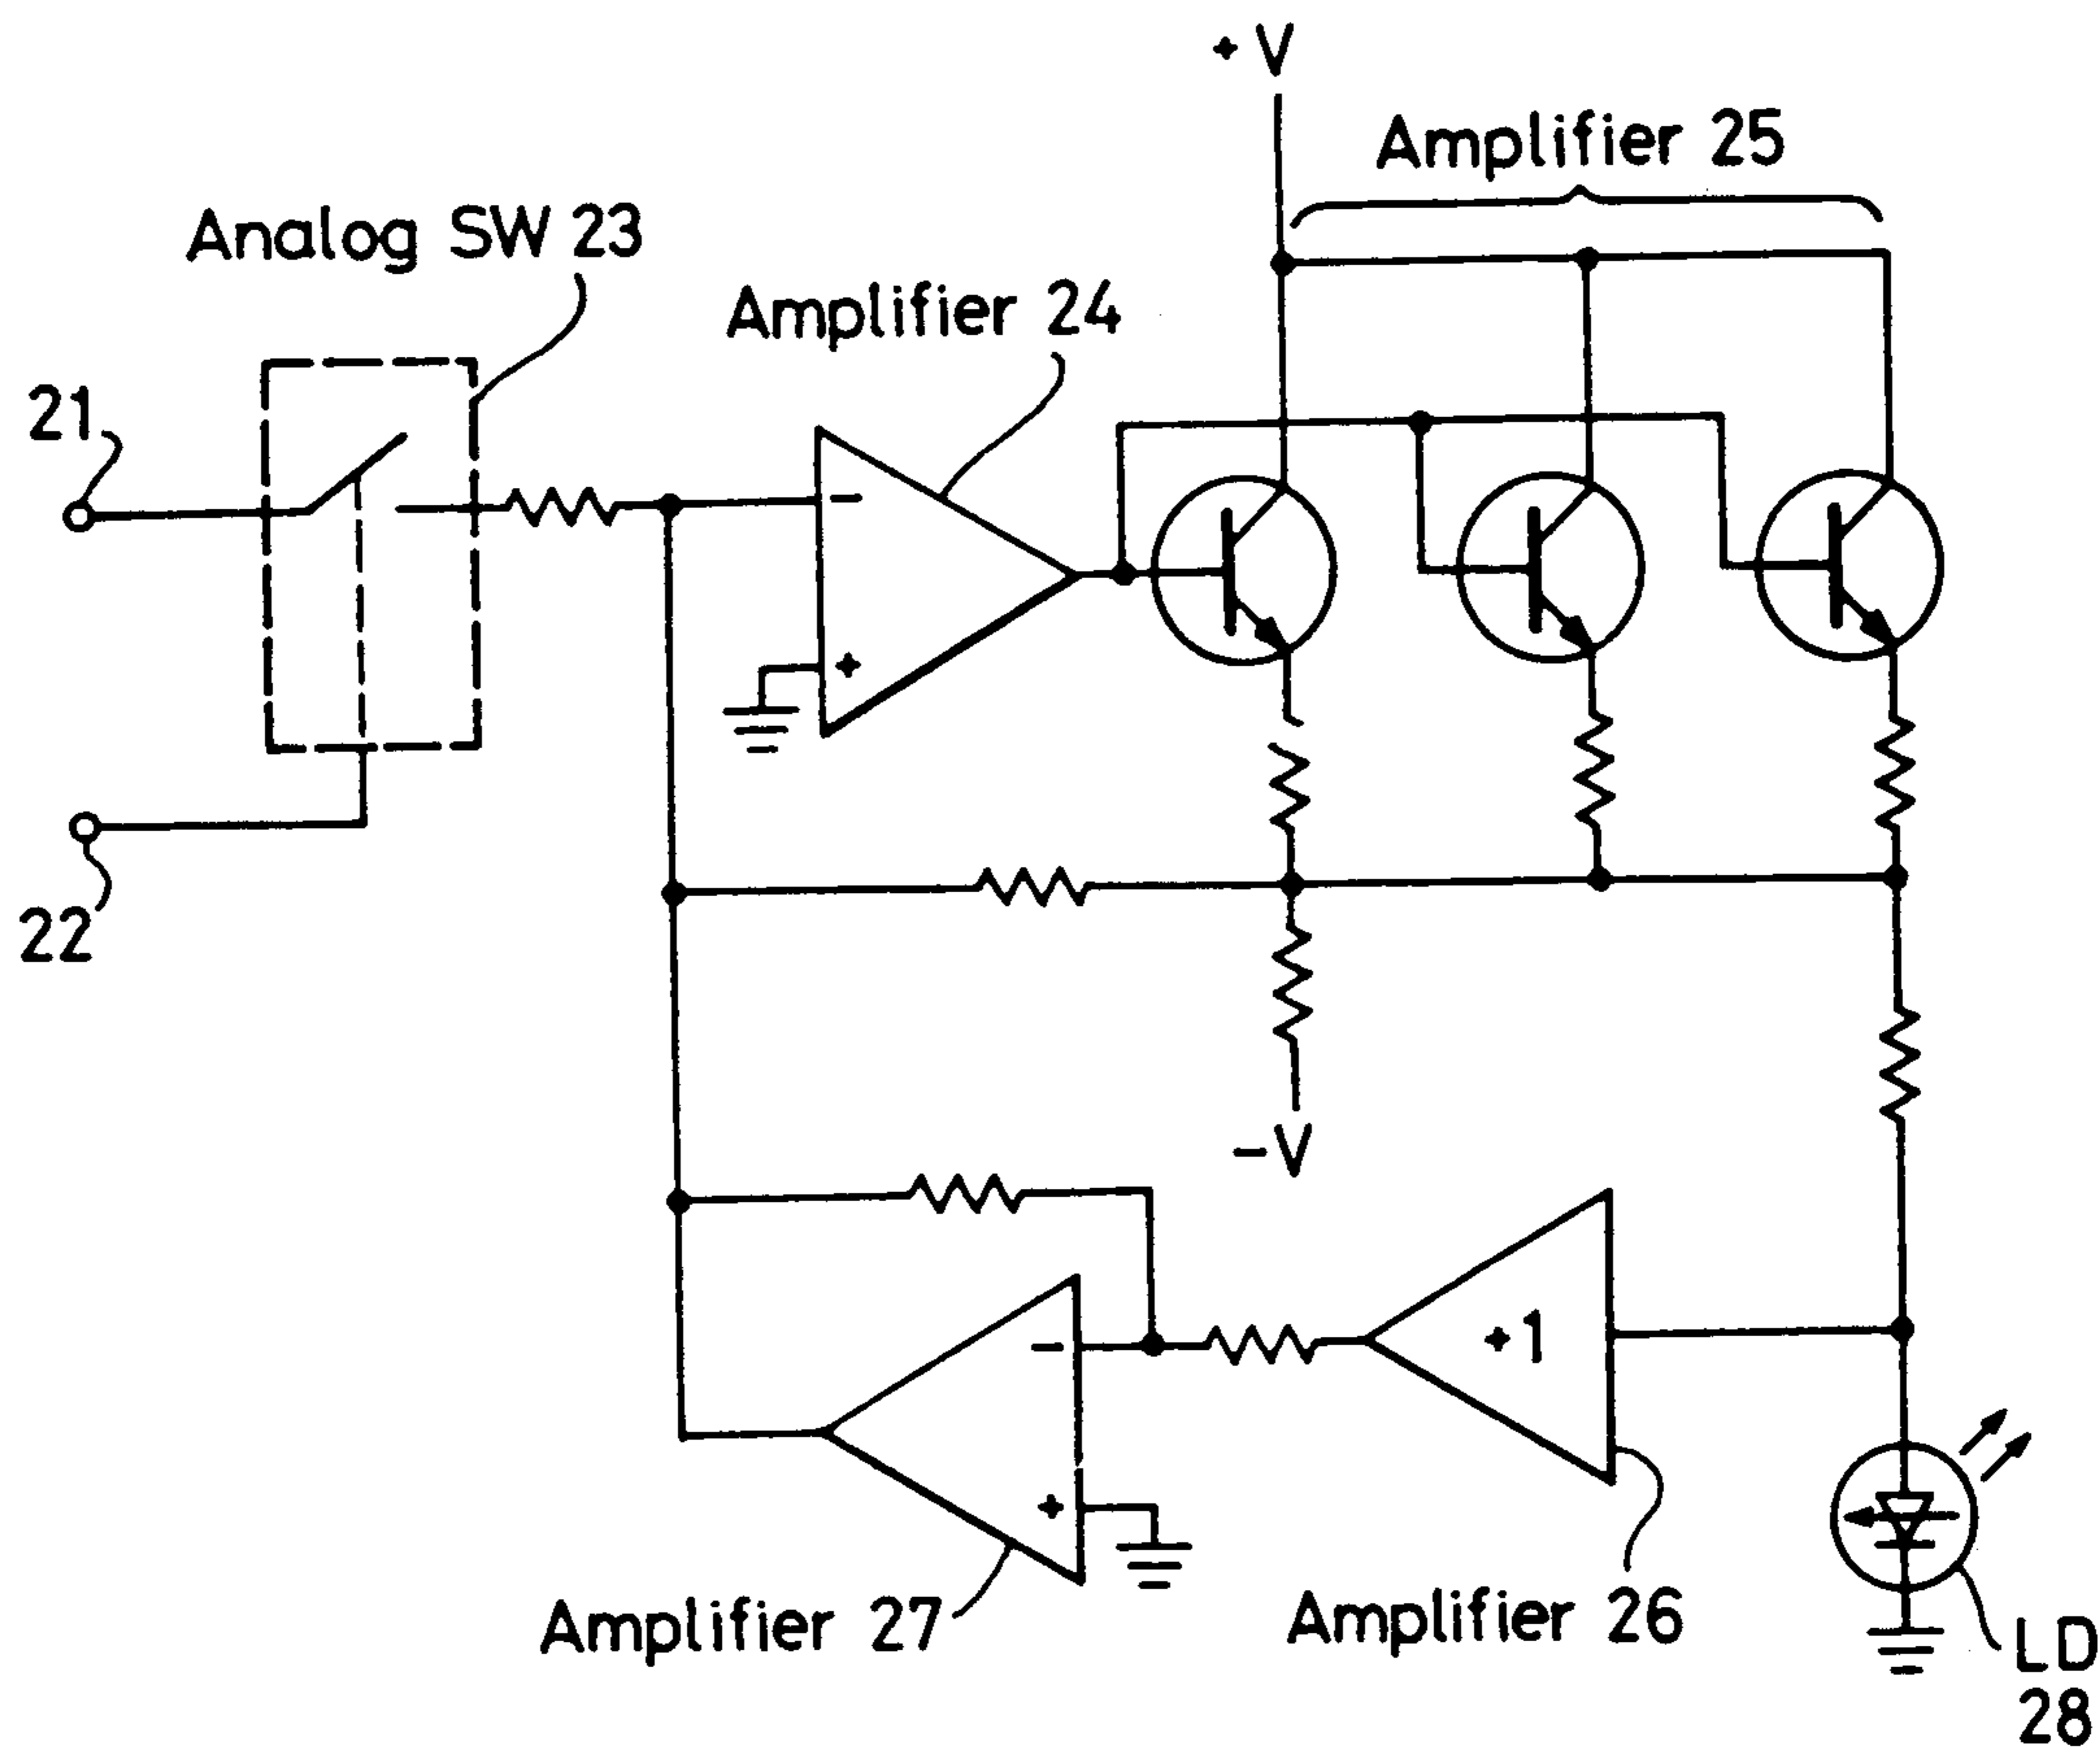 + V
Amplifier 25
Analog SW 23
Amplifier 24
21
−
+
22
−V
+1
−
+
Amplifier 27
Amplifier 26
LD
28